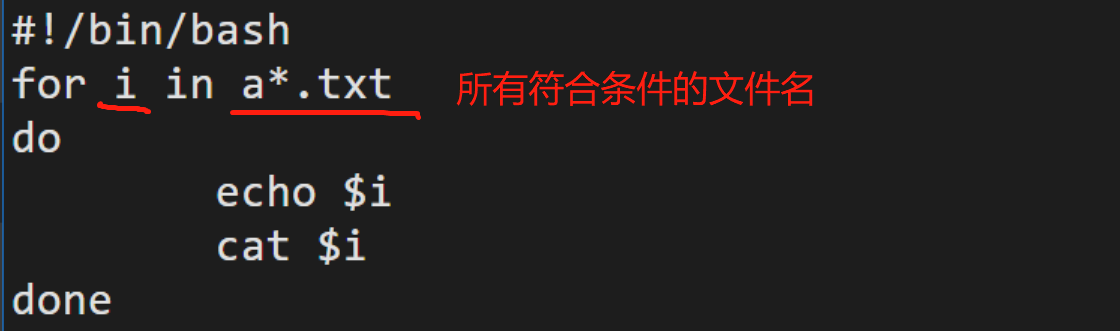 #!/bin/bash
for i in a*.txt 所有符合条件的文件名
do
echo $i
cat $i
done